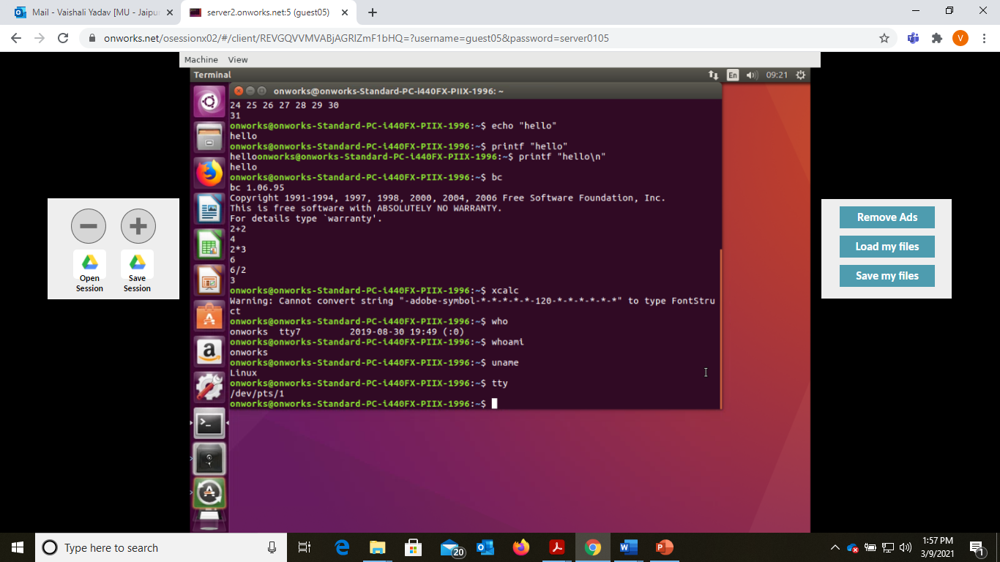 Mail - Vaishali Yadav [MU - Jaipu
server2.onworks.net:5 (guest05)
onworks.net/osessionx02/#/client/REVGQVVMVABjAGRlZmF1bHQ=?username=guest05&password=server0105
V
Machine View
Terminal
En
09:21
onworks@onworks-Standard-PC-i440FX-PIIX-1996: ~
24 25 26 27 28 29 30
31
onworks@onworks-Standard-PC-i440FX-PIIX-1996:~$ echo "hello"
hello
onworks@onworks-Standard-PC-i440FX-PIIX-1996:~$ printf "hello"
helloonworks@onworks-Standard-PC-i440FX-PIIX-1996:~$ printf "hello\n"
hello
onworks@onworks-Standard-PC-i440FX-PIIX-1996:~$ bc
bc 1.06.95
Copyright 1991-1994, 1997, 1998, 2000, 2004, 2006 Free Software Foundation, Inc.
This is free software with ABSOLUTELY NO WARRANTY.
For details type `warranty'.
2+2
4
2*3
6
6/2
3
onworks@onworks-Standard-PC-i440FX-PIIX-1996:~$ xcalc
Warning: Cannot convert string "-adobe-symbol-*-*-*-*-*-120-*-*-*-*-*-*" to type FontStru
ct
onworks@onworks-Standard-PC-i440FX-PIIX-1996:~$ who
onworks  tty7         2019-08-30 19:49 (:0)
onworks@onworks-Standard-PC-i440FX-PIIX-1996:~$ whoami
onworks
onworks@onworks-Standard-PC-i440FX-PIIX-1996:~$ uname
Linux
onworks@onworks-Standard-PC-i440FX-PIIX-1996:~$ tty
/dev/pts/1
onworks@onworks-Standard-PC-i440FX-PIIX-1996:~$
Open
Session
Save
Session
Remove Ads
Load my files
Save my files
Type here to search
20
1:57 PM
3/9/2021
1